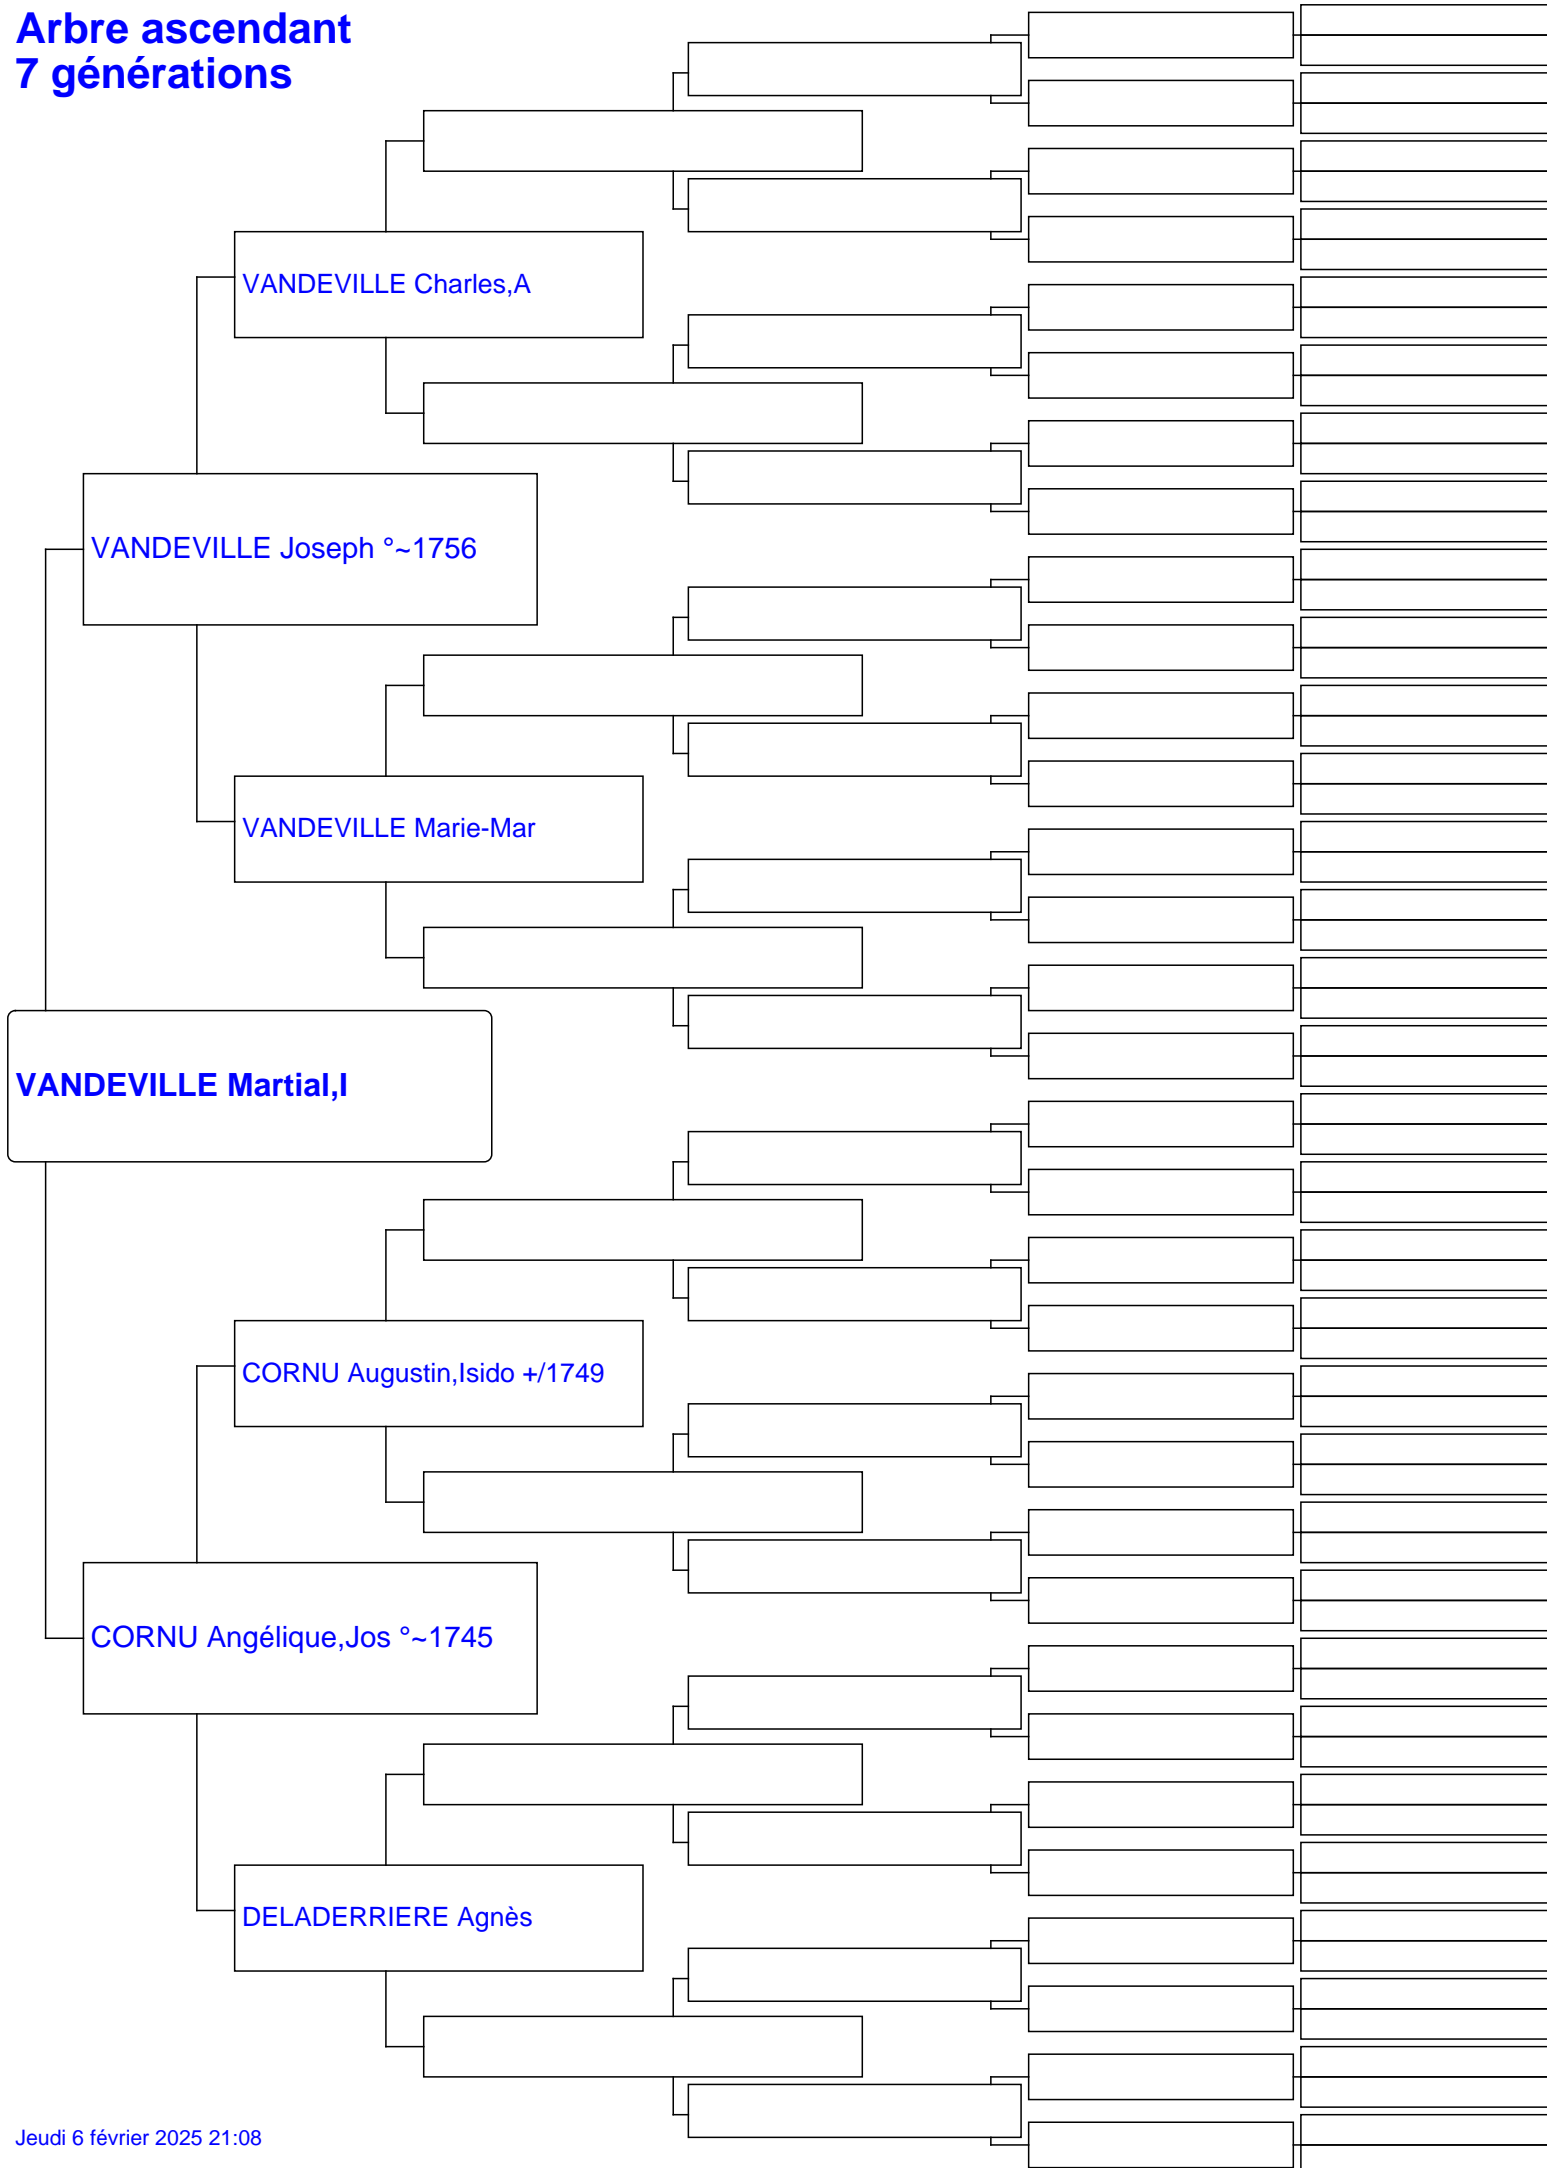 Arbre ascendant
7 générations
VANDEVILLE Charles,A
VANDEVILLE Joseph °~1756
VANDEVILLE Marie-Mar
VANDEVILLE Martial,I
CORNU Augustin,Isido +/1749
CORNU Angélique,Jos °~1745
DELADERRIERE Agnès
Jeudi 6 février 2025 21:08